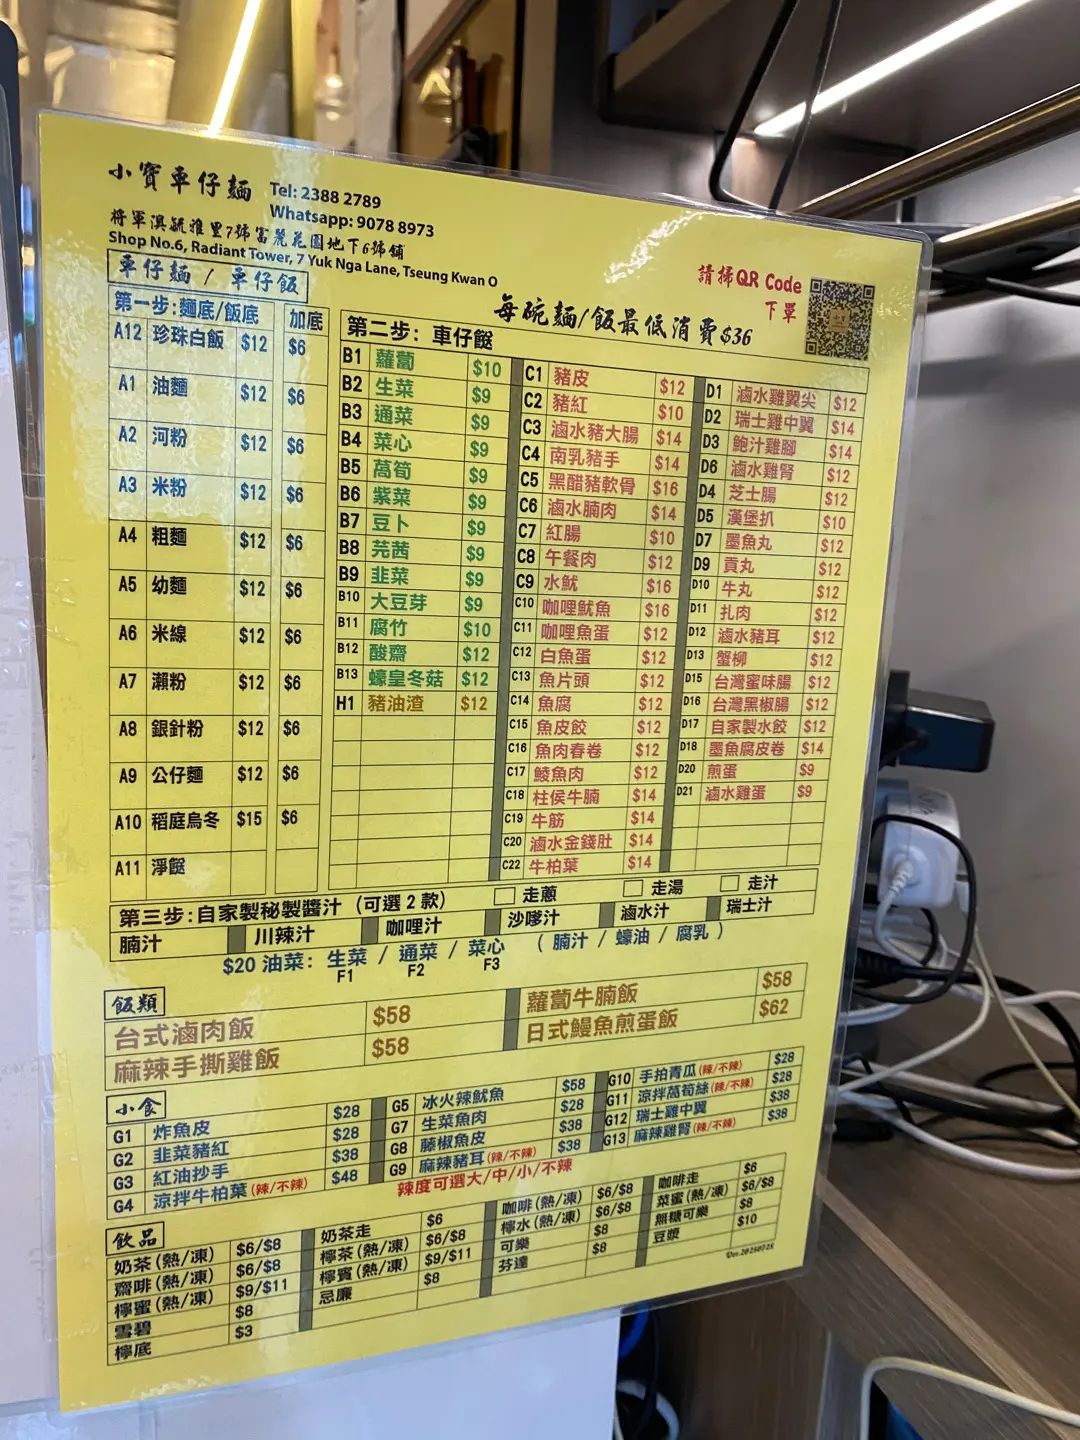 小寶車仔麵 Tel: 2388 2789
Whatsapp: 9078 8973
將軍澳毓雅里7號富麗花園地下6號舖
Shop No.6, Radiant Tower, 7 Yuk Nga Lane, Tseung Kwan O
請掃QR Code
下單
車仔麵 / 車仔飯
每碗麵/飯最低消費$36
第一步:麵底/飯底 加底
A12 珍珠白飯 $12 $6
A1 油麵 $12 $6
A2 河粉 $12 $6
A3 米粉 $12 $6
A4 粗麵 $12 $6
A5 幼麵 $12 $6
A6 米線 $12 $6
A7 瀨粉 $12 $6
A8 銀針粉 $12 $6
A9 公仔麵 $12 $6
A10 稻庭烏冬 $15 $6
A11 淨餸
第二步: 車仔餸
B1 蘿蔔 $10
B2 生菜 $9
B3 通菜 $9
B4 菜心 $9
B5 萵筍 $9
B6 紫菜 $9
B7 豆卜 $9
B8 芫茜 $9
B9 韭菜 $9
B10 大豆芽 $9
B11 腐竹 $10
B12 酸齋 $12
B13 蠔皇冬菇 $12
H1 豬油渣 $12
C1 豬皮 $12
C2 豬紅 $10
C3 滷水豬大腸 $14
C4 南乳豬手 $14
C5 黑醋豬軟骨 $16
C6 滷水腩肉 $14
C7 紅腸 $10
C8 午餐肉 $12
C9 水魷 $16
C10 咖哩魷魚 $16
C11 咖哩魚蛋 $12
C12 白魚蛋 $12
C13 魚片頭 $12
C14 魚腐 $12
C15 魚皮餃 $12
C16 魚肉春卷 $12
C17 鯪魚肉 $12
C18 柱侯牛腩 $14
C19 牛筋 $14
C20 滷水金錢肚 $14
C22 牛柏葉 $14
D1 滷水雞翼尖 $12
D2 瑞士雞中翼 $14
D3 鮑汁雞腳 $14
D6 滷水雞腎 $12
D4 芝士腸 $12
D5 漢堡扒 $10
D7 墨魚丸 $12
D9 貢丸 $12
D10 牛丸 $12
D11 扎肉 $12
D12 滷水豬耳 $12
D13 蟹柳 $12
D15 台灣蜜味腸 $12
D16 台灣黑椒腸 $12
D17 自家製水餃 $12
D18 墨魚腐皮卷 $14
D20 煎蛋 $9
D21 滷水雞蛋 $9
第三步:自家製秘製醬汁 (可選2款) 走蔥 走湯 走汁
腩汁 川辣汁 咖哩汁 沙嗲汁 滷水汁 瑞士汁
$20 油菜: 生菜 / 通菜 / 菜心 ( 腩汁 / 蠔油 / 腐乳 )
F1 F2 F3
飯類
台式滷肉飯 $58 蘿蔔牛腩飯 $58
麻辣手撕雞飯 $58 日式鰻魚煎蛋飯 $62
小食
G1 炸魚皮 $28
G2 韭菜豬紅 $28
G3 紅油抄手 $38
G4 涼拌牛柏葉(辣/不辣) $48
G5 冰火辣魷魚 $58
G7 生菜魚肉 $28
G8 藤椒魚皮 $38
G9 麻辣豬耳(辣/不辣) $38
G10 手拍青瓜(辣/不辣) $28
G11 涼拌萵筍絲(辣/不辣) $28
G12 瑞士雞中翼 $38
G13 麻辣雞腎(辣/不辣) $38
辣度可選大/中/小/不辣
飲品
奶茶(熱/凍) $6/$8
齋啡(熱/凍) $6/$8
檸蜜(熱/凍) $9/$11
雪碧 $8
檸底 $3
奶茶走 $6
檸茶(熱/凍) $6/$8
檸賓(熱/凍) $9/$11
忌廉 $8
咖啡(熱/凍) $6/$8
檸水(熱/凍) $6/$8
可樂 $8
芬達 $8
咖啡走 $6
菜蜜(熱/凍) $6/$8
無糖可樂 $8
豆漿 $10
Ver.20250725